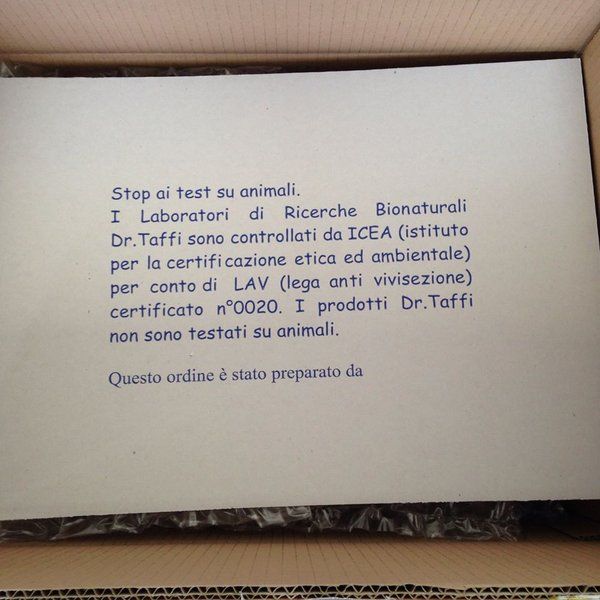 Stop ai test su animali.
I Laboratori di Ricerche Bionaturali
Dr.Taffi sono controllati da ICEA (istituto
per la certificazione etica ed ambientale)
per conto di LAV (lega anti vivisezione)
certificato n°0020. I prodotti Dr.Taffi
non sono testati su animali.
Questo ordine è stato preparato da